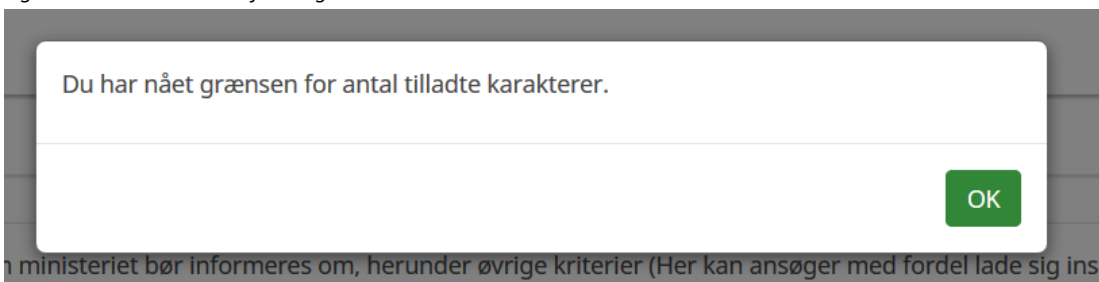 Du har nået grænsen for antal tilladte karakterer.
OK
ministeriet bør informeres om, herunder øvrige kriterier (Her kan ansøger med fordel lade sig